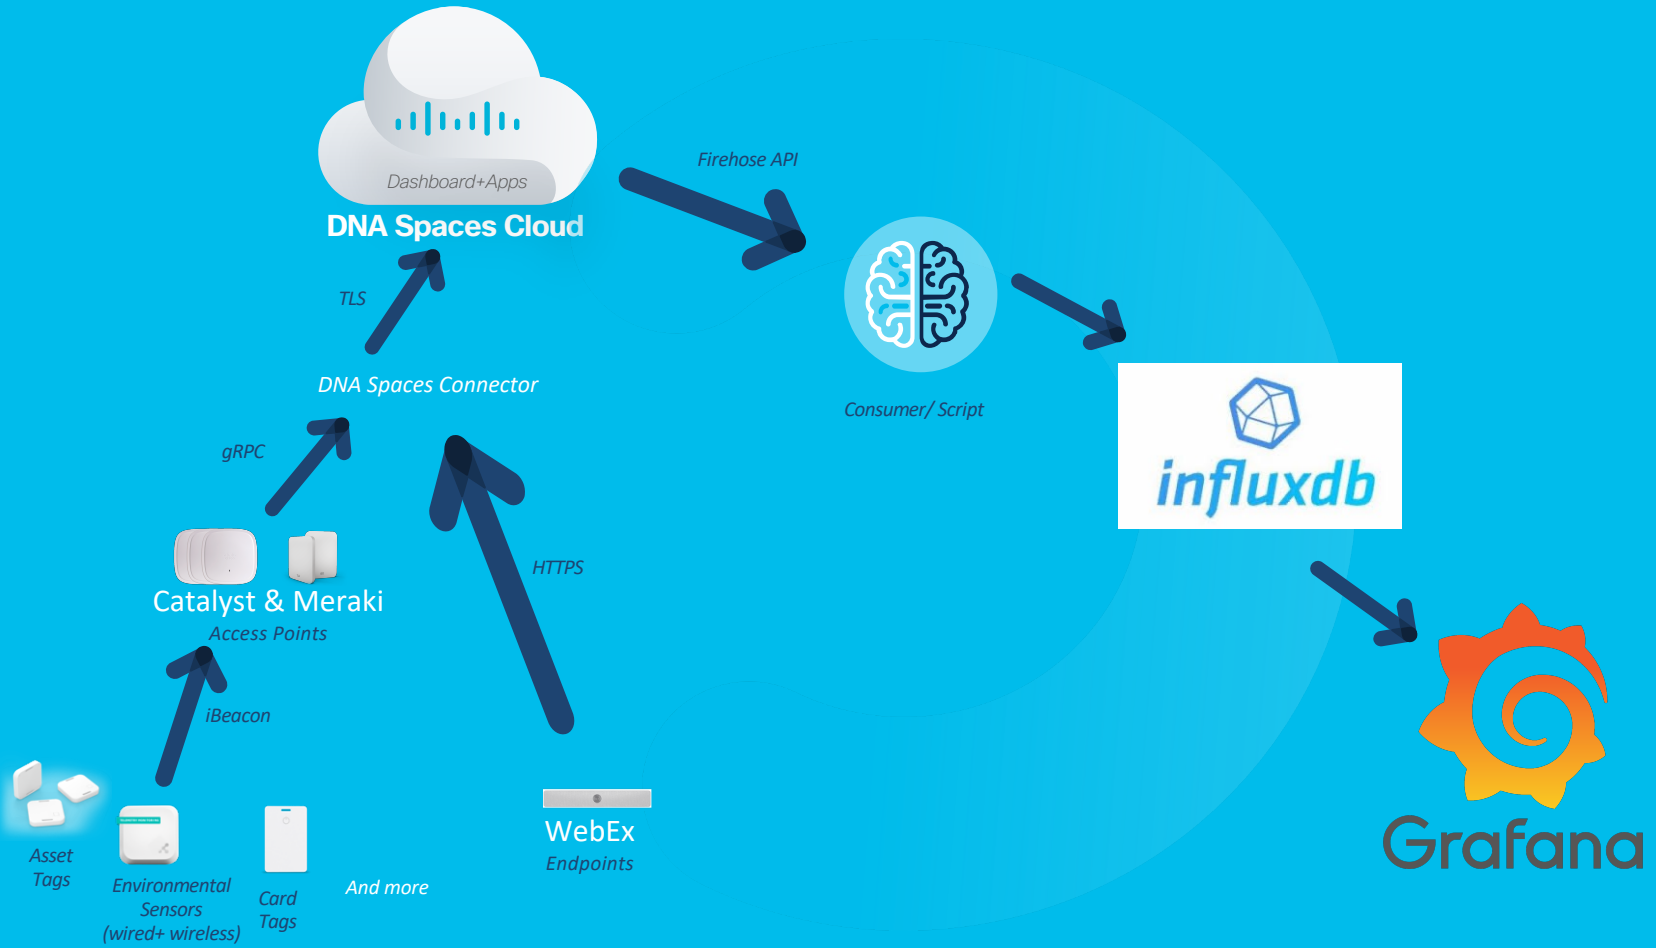 Dashboard+Apps
DNA Spaces Cloud
Firehose API
TLS
DNA Spaces Connector
Consumer/ Script
gRPC
influxdb
HTTPS
Catalyst & Meraki
Access Points
iBeacon
WebEx
Endpoints
Grafana
Asset
Tags
Environmental
Sensors
(wired+ wireless)
Card
Tags
And more